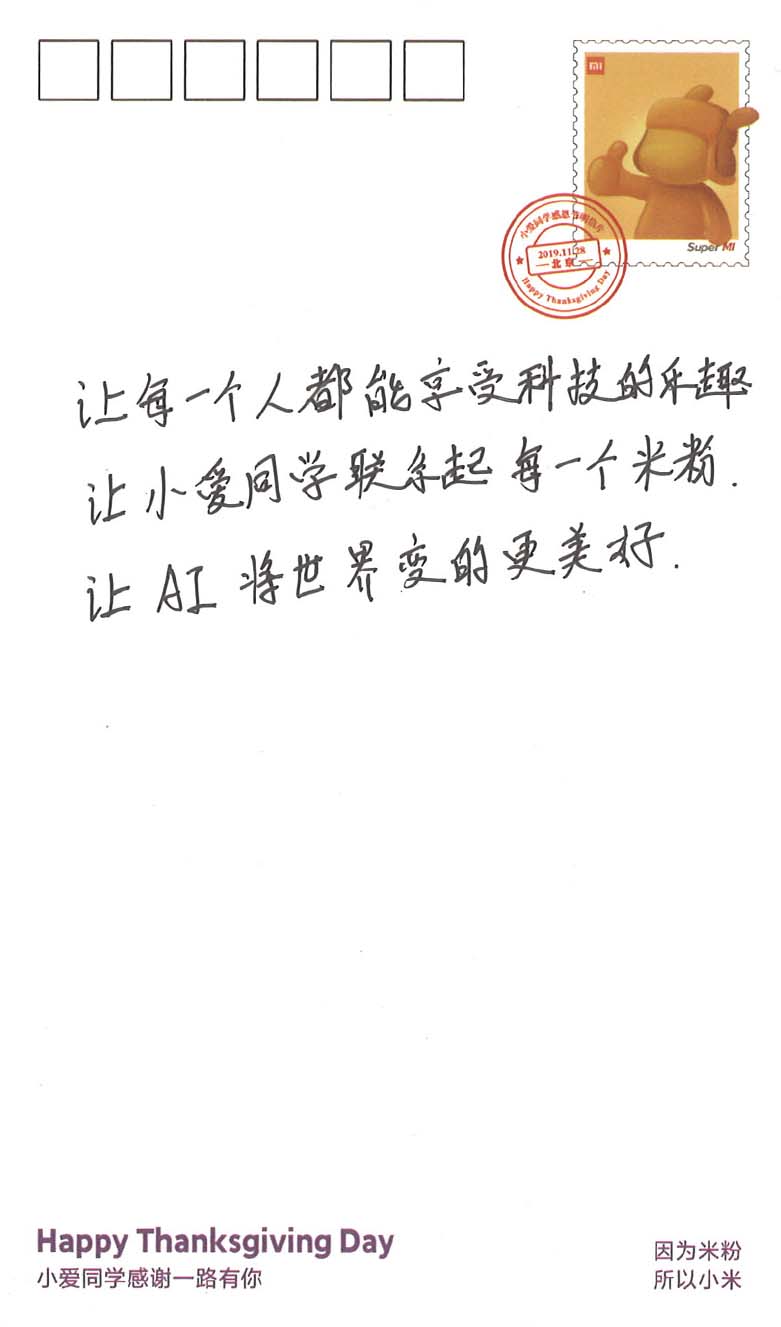 MI
Super MI
小爱同学感恩节明信片
2019.11.28
北京
Happy Thanksgiving Day
让每一个人都能享受科技的乐趣
让小爱同学联系起每一个米粉.
让AI将世界变的更美好.
Happy Thanksgiving Day
小爱同学感谢一路有你
因为米粉
所以小米